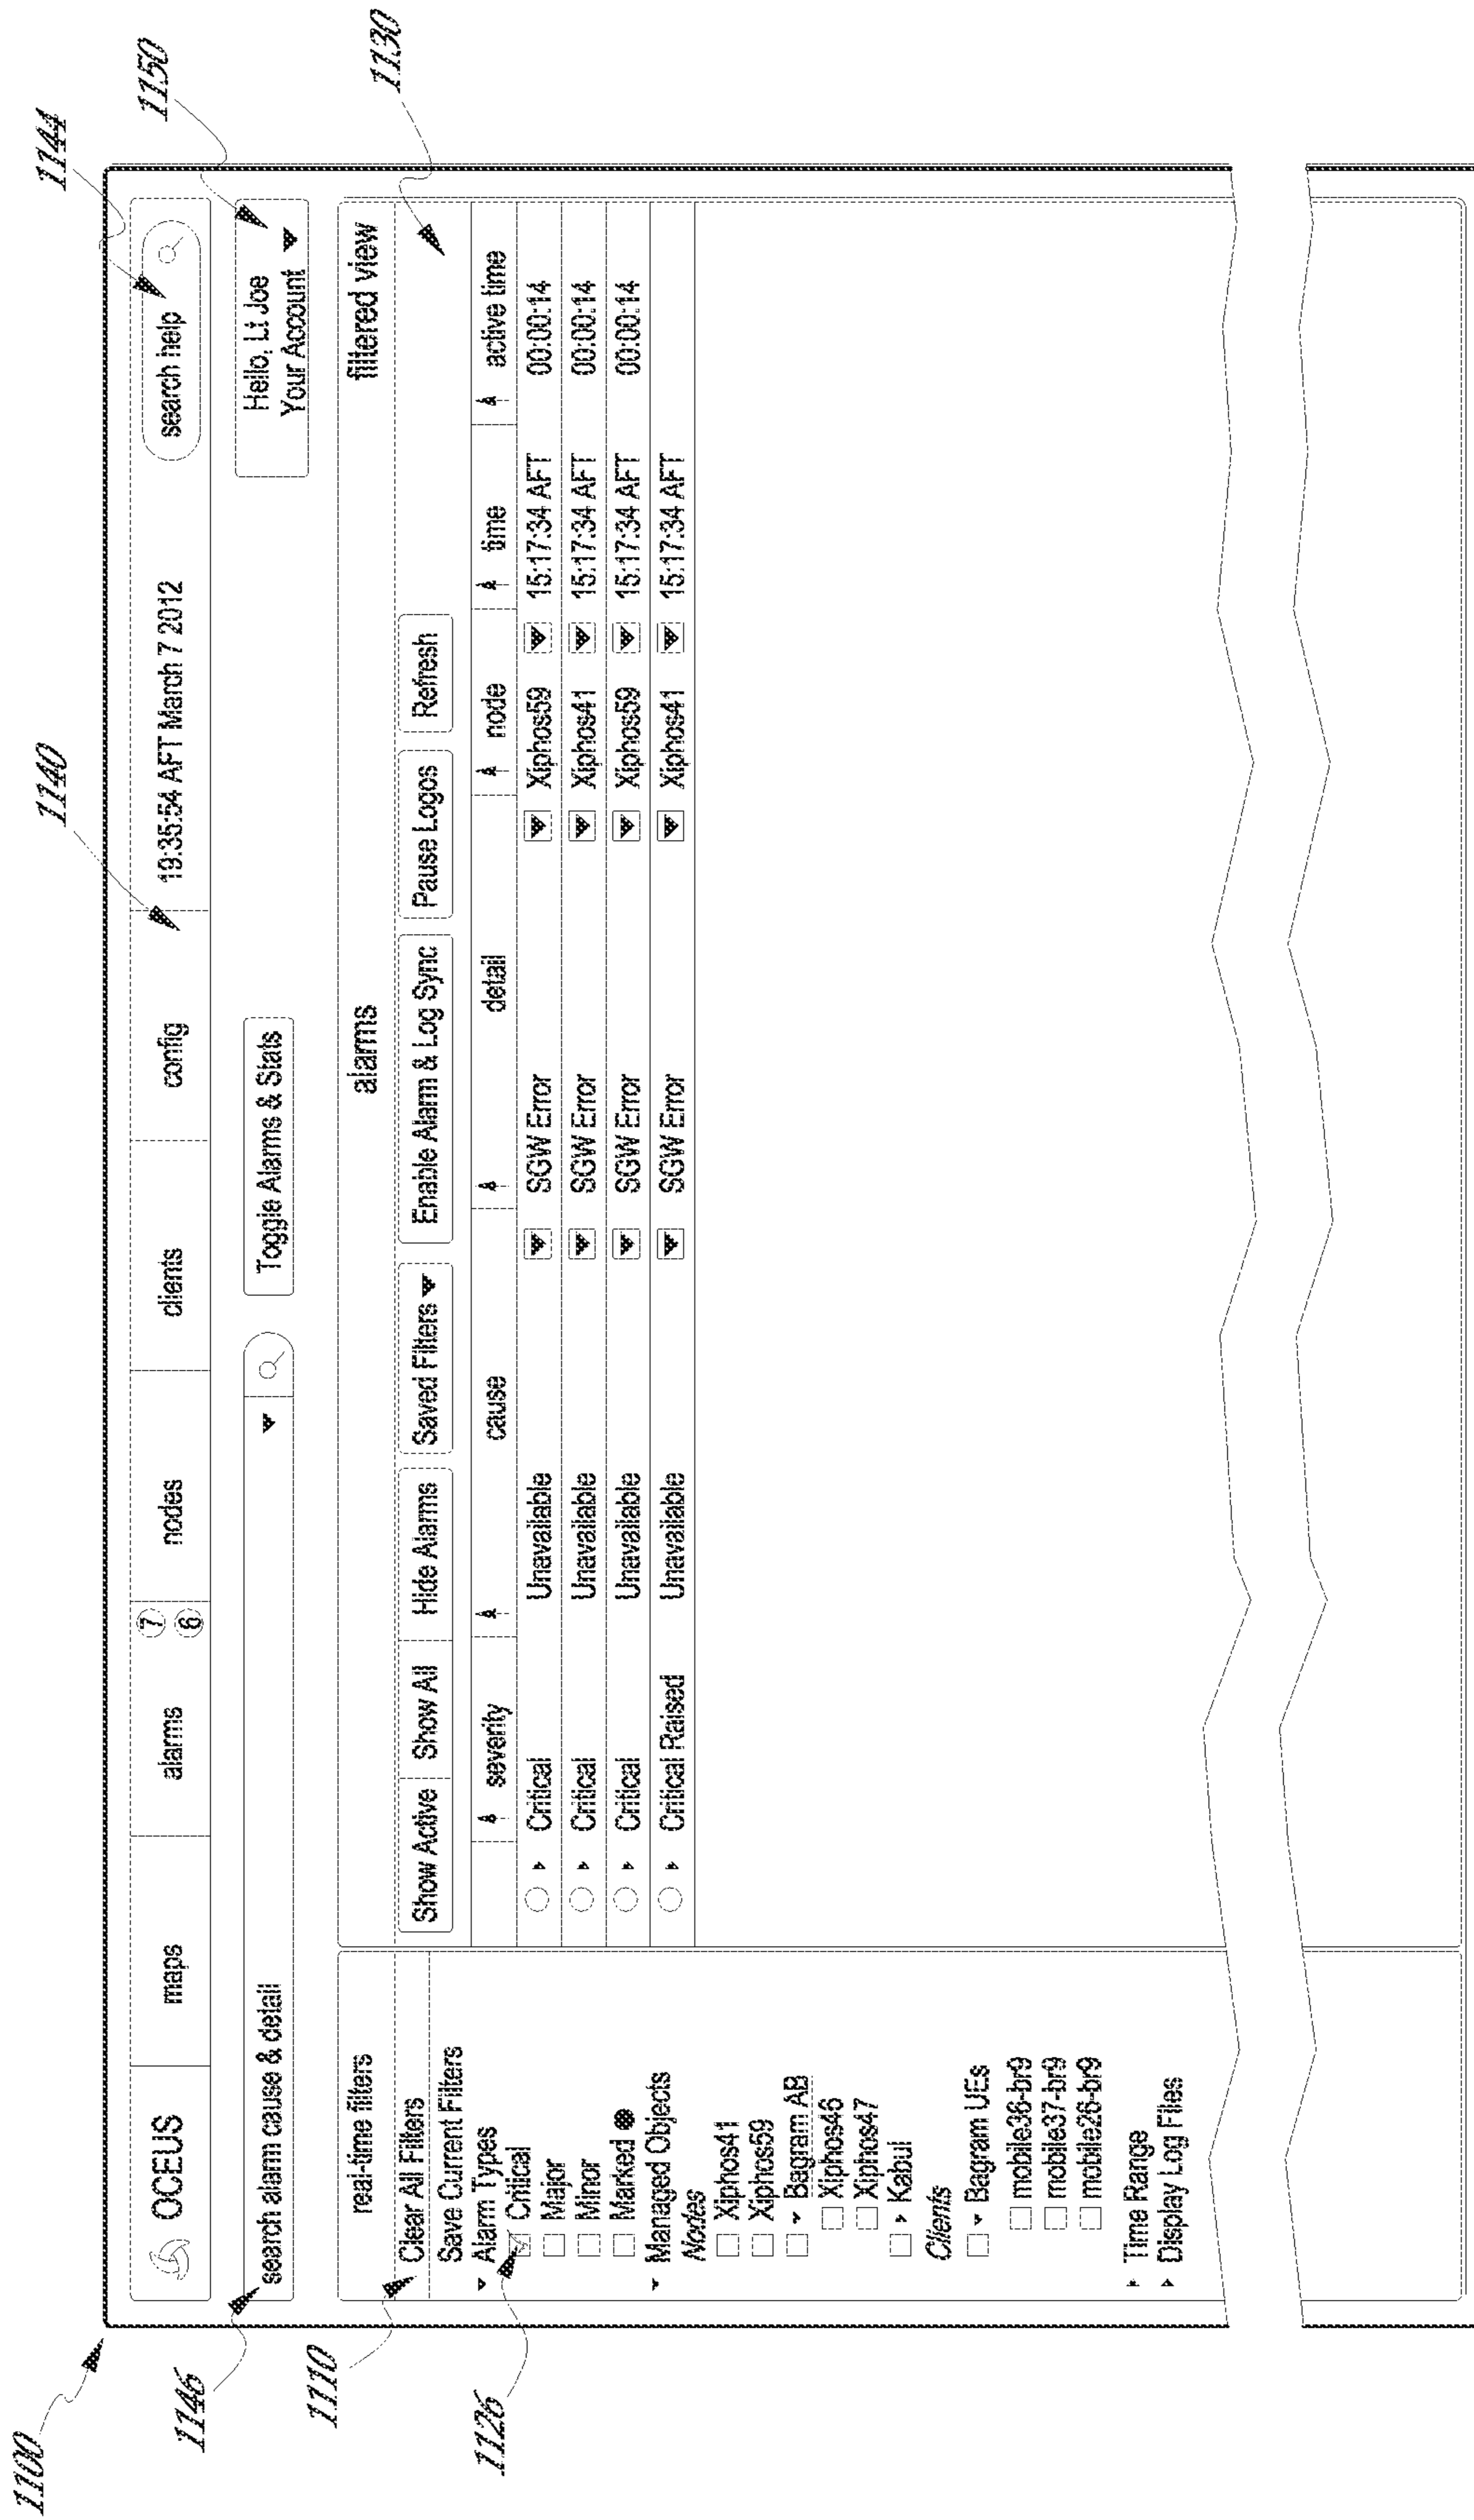 1100
1140
1144
1150
OCEUS maps alarms 7 6 nodes clients config 19:35:54 AFT March 7 2012 search help
1146
search alarm cause & detail Toggle Alarms & Stats Hello, Lt Joe
Your Account
1110
real-time filters
Clear All Filters
Save Current Filters
Alarm Types
1126
Critical
Major
Minor
Marked
Managed Objects
Nodes
Xiphos41
Xiphos59
Bagram AB
Xiphos46
Xiphos47
Kabul
Clients
Bagram UEs
mobile36-br9
mobile37-br9
mobile26-br9
Time Range
Display Log Files
alarms filtered view
1130
Show Active Show All Hide Alarms Saved Filters Enable Alarm & Log Sync Pause Logos Refresh
severity cause detail node time active time
Critical Unavailable SGW Error Xiphos59 15:17:34 AFT 00:00:14
Critical Unavailable SGW Error Xiphos41 15:17:34 AFT 00:00:14
Critical Unavailable SGW Error Xiphos59 15:17:34 AFT 00:00:14
Critical Raised Unavailable SGW Error Xiphos41 15:17:34 AFT